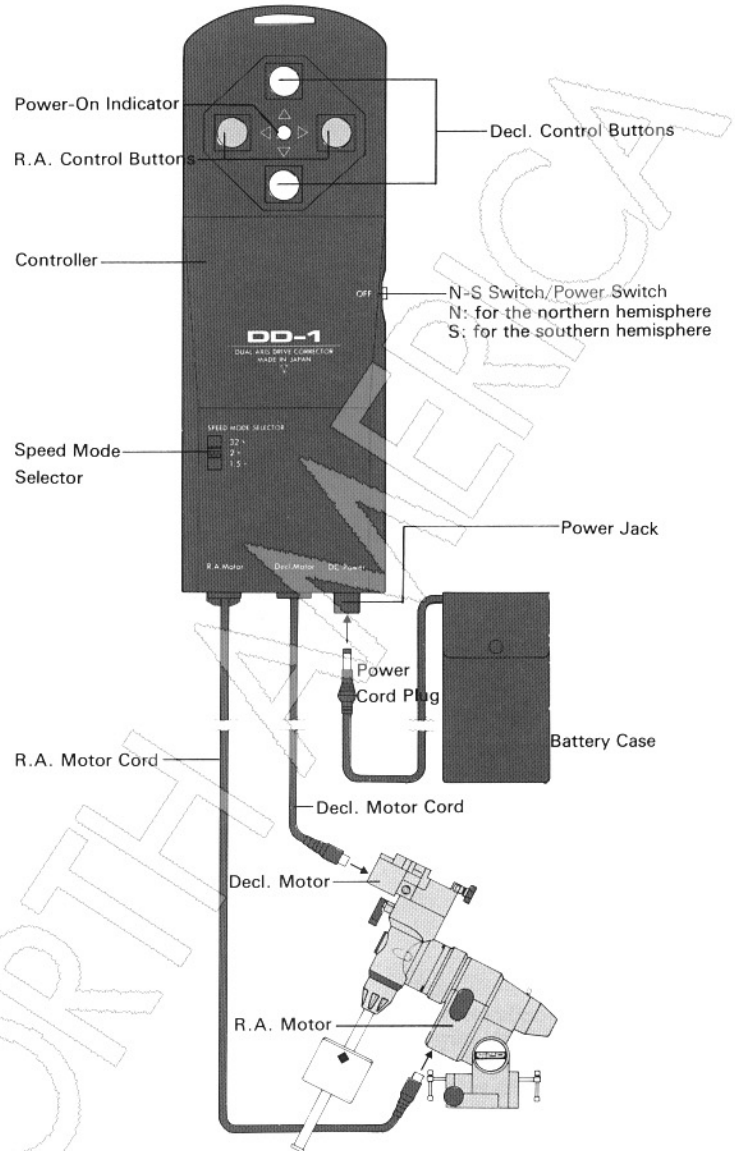 Power-On Indicator
R.A. Control Buttons
Decl. Control Buttons
Controller
OFF
N-S Switch/Power Switch
N: for the northern hemisphere
S: for the southern hemisphere
DD-1
DUAL AXIS DRIVE CORRECTOR
MADE IN JAPAN
SPEED MODE SELECTOR
32×
2×
1.5×
Speed Mode
Selector
Power Jack
R.A.Motor
Decl.Motor
DC Power
Power
Cord Plug
Battery Case
R.A. Motor Cord
Decl. Motor Cord
Decl. Motor
R.A. Motor
ORTH AMERICA